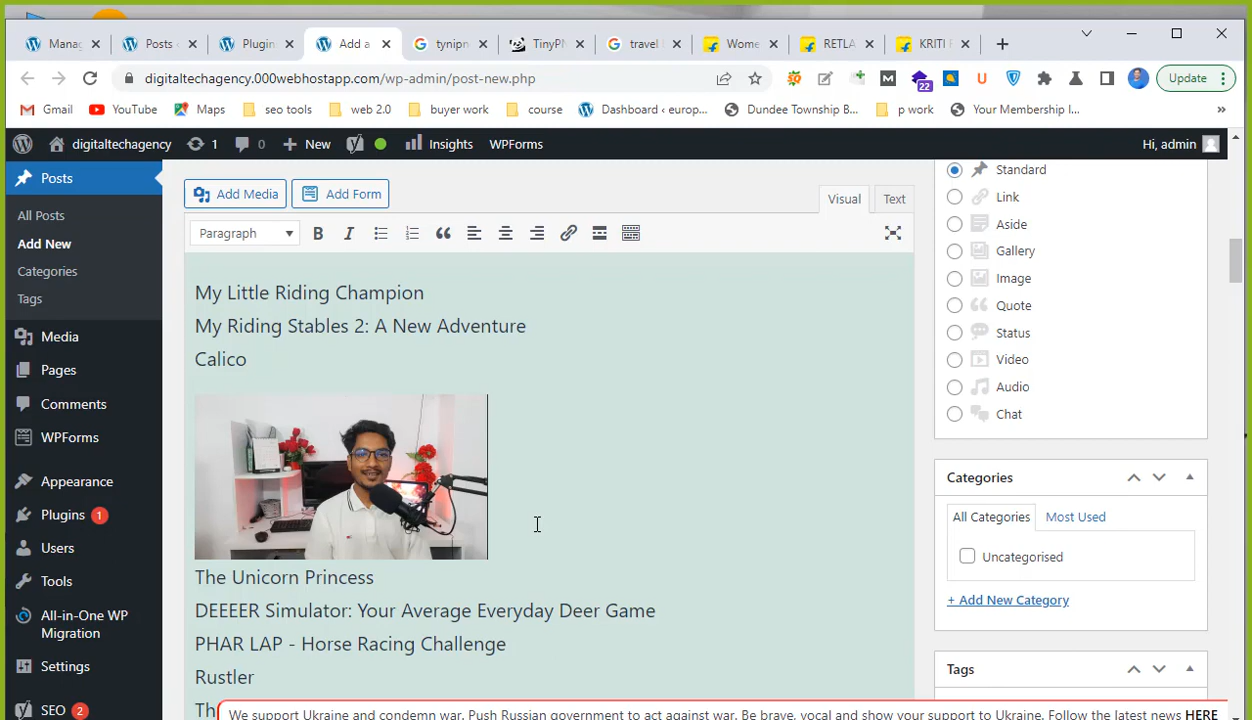 Manag
Posts ‹
Plugin
Add a
tynipn
TinyPN
travel
Wome
RETLA
KRITI
digitaltechagency.000webhostapp.com/wp-admin/post-new.php
22
Update
Gmail
YouTube
Maps
seo tools
web 2.0
buyer work
course
Dashboard ‹ europ...
Dundee Township B...
p work
Your Membership I...
»
digitaltechagency
1
0
New
Insights
WPForms
Hi, admin
Posts
All Posts
Add New
Categories
Tags
Media
Pages
Comments
WPForms
Appearance
Plugins 1
Users
Tools
All-in-One WP
Migration
Settings
SEO 2
Add Media
Add Form
Visual
Text
Paragraph
My Little Riding Champion
My Riding Stables 2: A New Adventure
Calico
The Unicorn Princess
DEEEER Simulator: Your Average Everyday Deer Game
PHAR LAP - Horse Racing Challenge
Rustler
Th
Standard
Link
Aside
Gallery
Image
Quote
Status
Video
Audio
Chat
Categories
All Categories
Most Used
Uncategorised
+ Add New Category
Tags
We support Ukraine and condemn war. Push Russian government to act against war. Be brave, vocal and show your support to Ukraine. Follow the latest news HERE